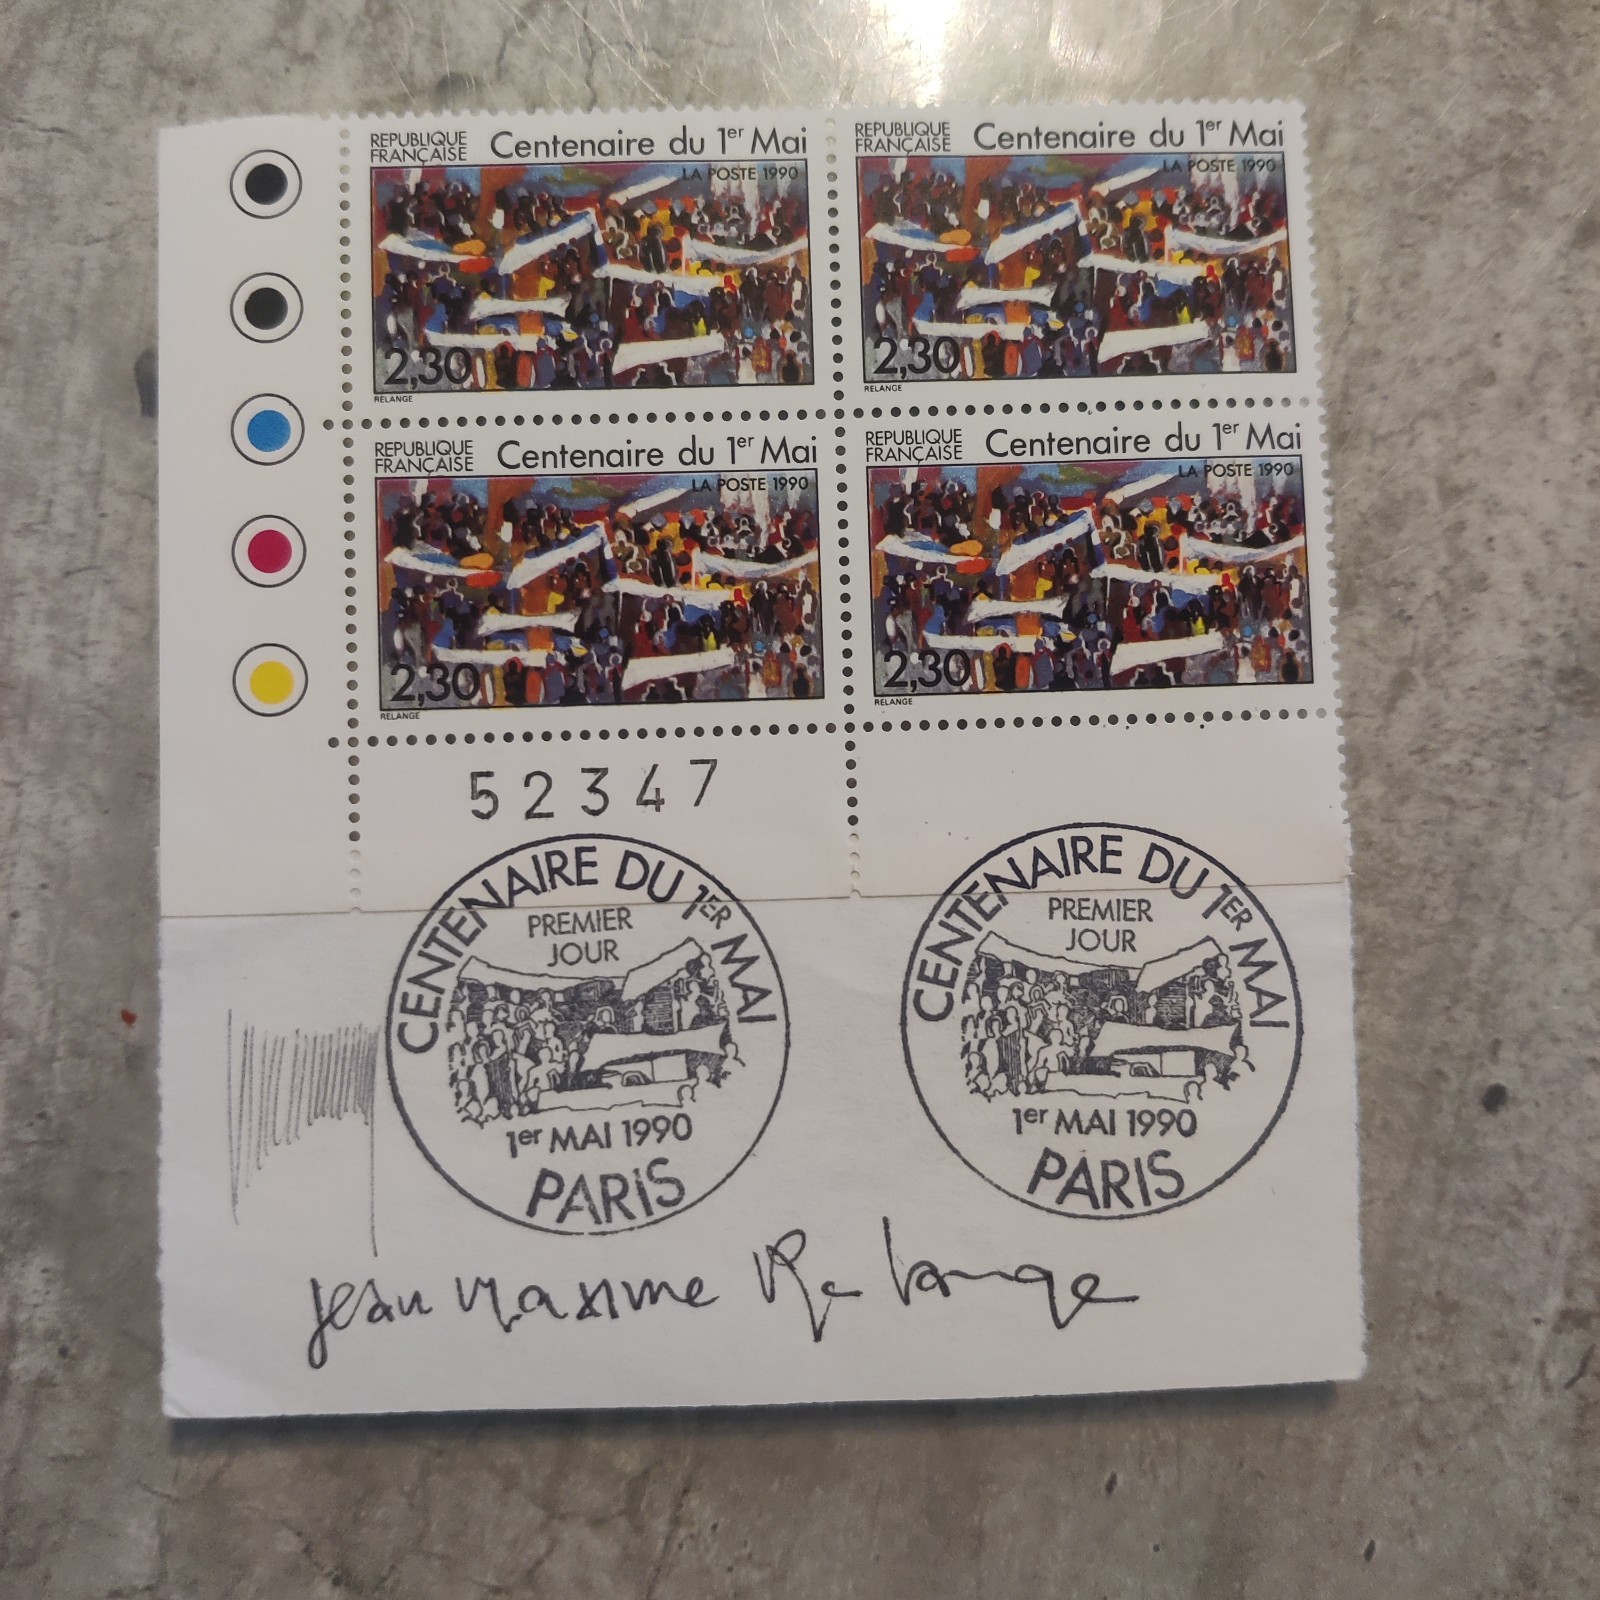 REPUBLIQUE
FRANÇAISE
Centenaire du 1er Mai
LA POSTE 1990
2,30
RELANGE
REPUBLIQUE
FRANÇAISE
Centenaire du 1er Mai
LA POSTE 1990
2,30
RELANGE
REPUBLIQUE
FRANÇAISE
Centenaire du 1er Mai
LA POSTE 1990
2,30
RELANGE
REPUBLIQUE
FRANÇAISE
Centenaire du 1er Mai
LA POSTE 1990
2,30
RELANGE
52347
CENTENAIRE DU 1ER MAI
PREMIER
JOUR
1er MAI 1990
PARIS
CENTENAIRE DU 1ER MAI
PREMIER
JOUR
1er MAI 1990
PARIS
Jean Maxime Relange